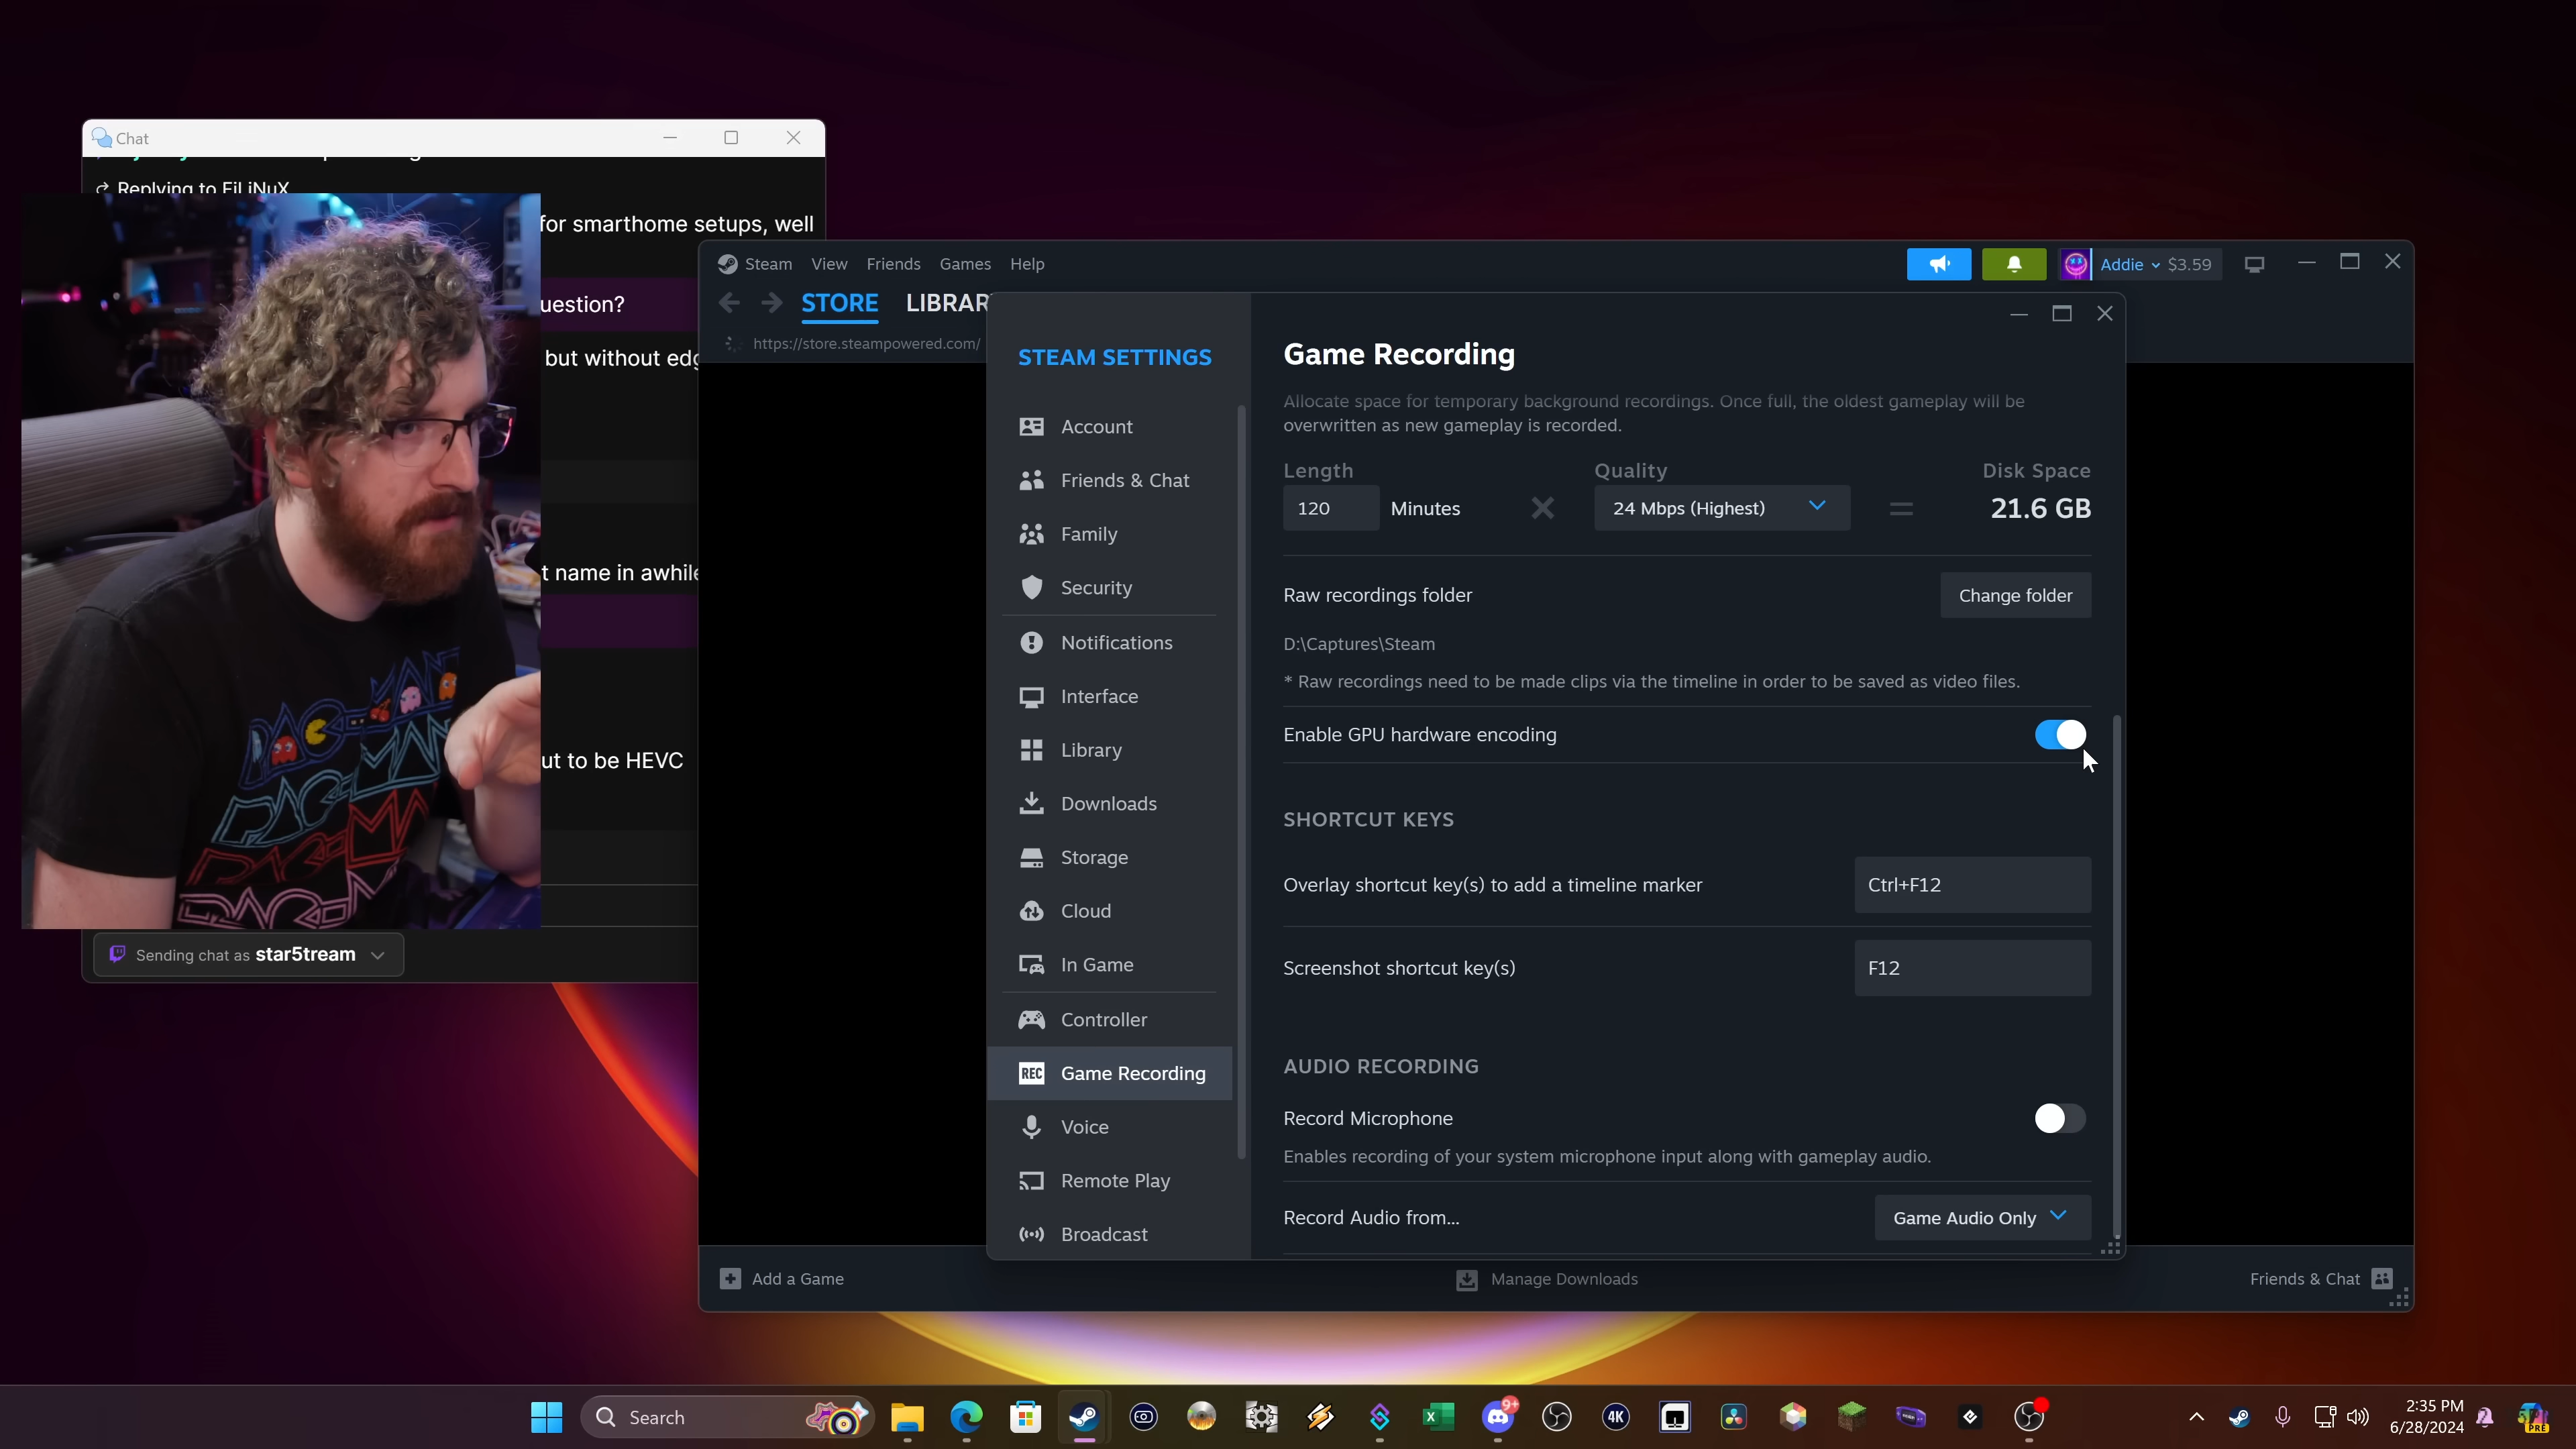 Chat
Replying to FiLiNuX
for smarthome setups, well
uestion?
but without edg
t name in awhile
ut to be HEVC
Sending chat as star5tream
Steam View Friends Games Help
Addie $3.59
STORE LIBRAR
https://store.steampowered.com/
STEAM SETTINGS
Account
Friends & Chat
Family
Security
Notifications
Interface
Library
Downloads
Storage
Cloud
In Game
Controller
REC Game Recording
Voice
Remote Play
Broadcast
Game Recording
Allocate space for temporary background recordings. Once full, the oldest gameplay will be
overwritten as new gameplay is recorded.
Length Quality Disk Space
120 Minutes 24 Mbps (Highest) = 21.6 GB
Raw recordings folder Change folder
D:\Captures\Steam
* Raw recordings need to be made clips via the timeline in order to be saved as video files.
Enable GPU hardware encoding
SHORTCUT KEYS
Overlay shortcut key(s) to add a timeline marker Ctrl+F12
Screenshot shortcut key(s) F12
AUDIO RECORDING
Record Microphone
Enables recording of your system microphone input along with gameplay audio.
Record Audio from... Game Audio Only
Add a Game Manage Downloads Friends & Chat
PAC-MAN
PACMAN
Search
9+
4K
2:35 PM
6/28/2024
PRE